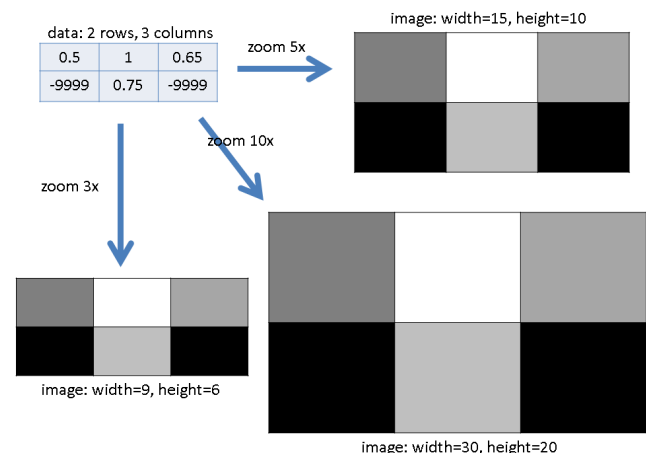 image: width=15, height=10
data: 2 rows, 3 columns
0.5 1 0.65
-9999 0.75 -9999
zoom 5x
zoom 10x
zoom 3x
image: width=9, height=6
image: width=30, height=20